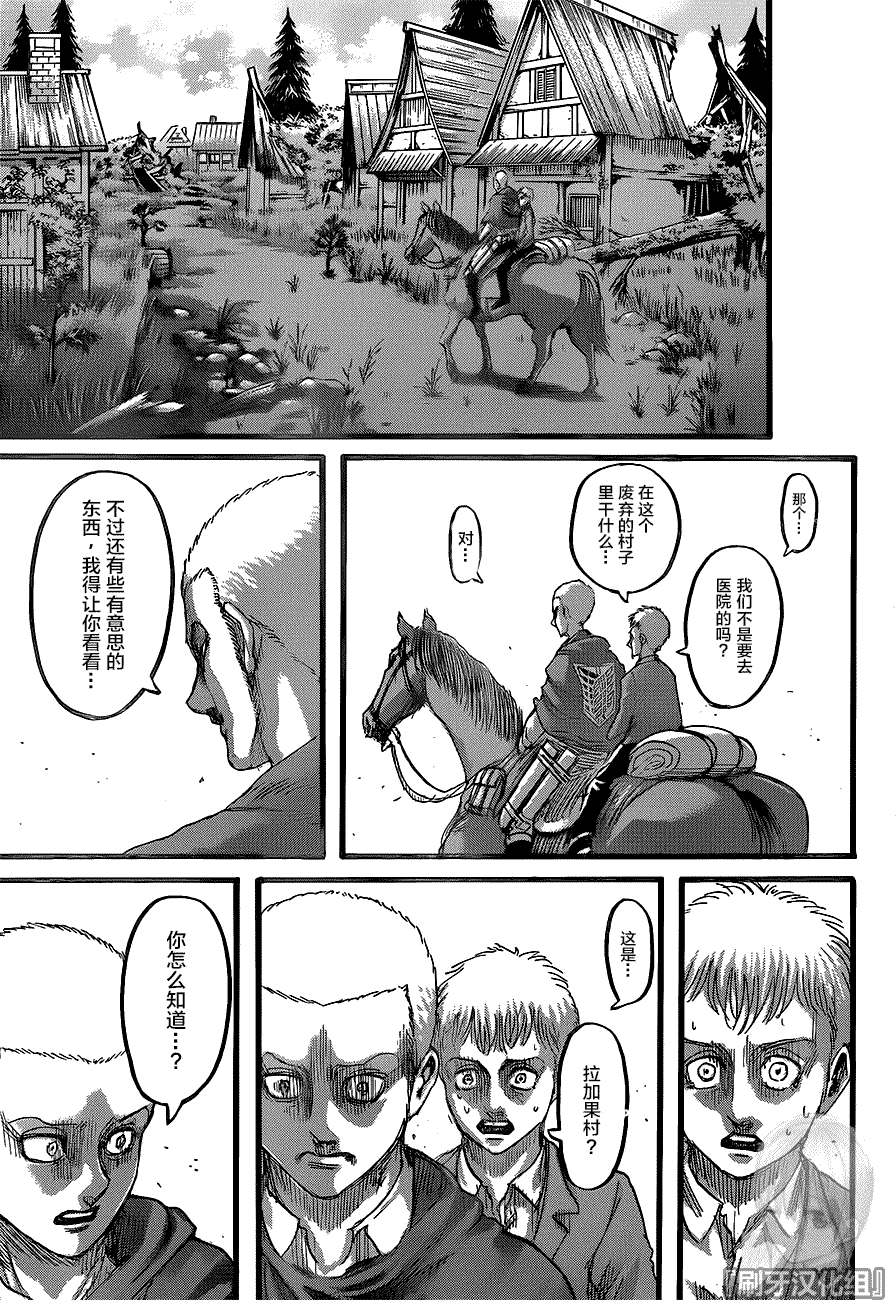 那个…
我们不是要去
医院的吗？
在这个
废弃的村子
里干什么…
对…
不过还有些有意思的
东西，我得让你看看…
这是…
拉加果村？
你怎么知道…？
『刷牙汉化组』